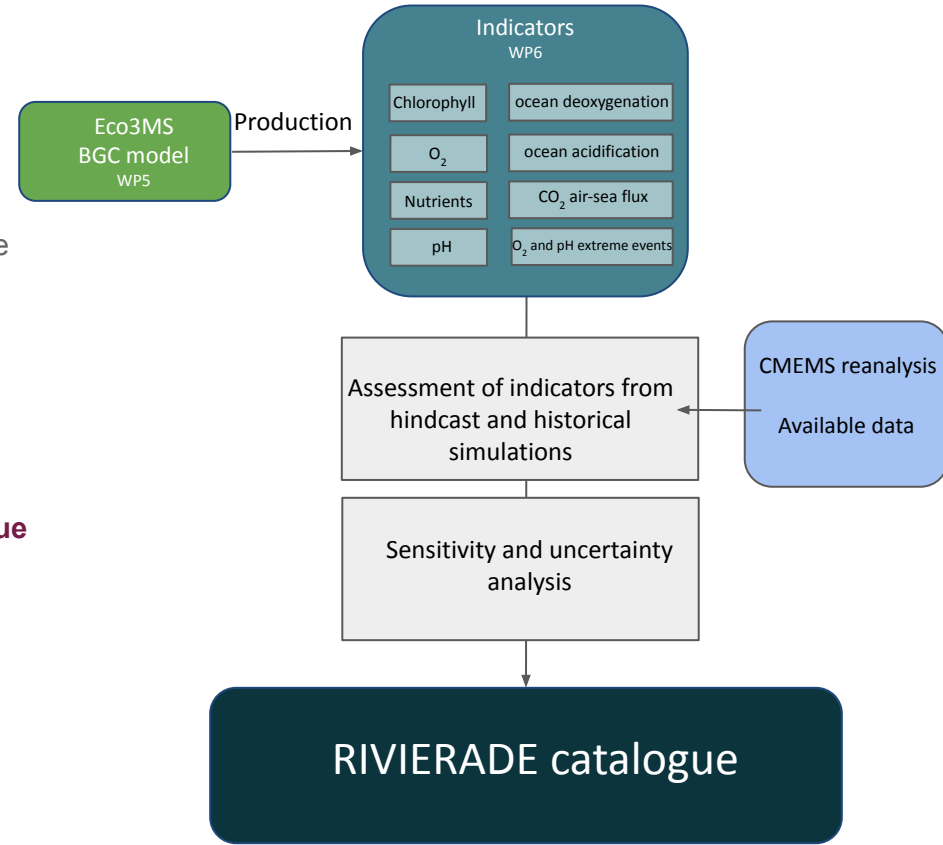 Indicators
WP6
Chlorophyll
ocean deoxygenation
Eco3MS
BGC model
WP5
Production
O₂
ocean acidification
Nutrients
CO₂ air-sea flux
pH
O₂ and pH extreme events
e
Assessment of indicators from
hindcast and historical
simulations
CMEMS reanalysis
Available data
ue
Sensitivity and uncertainty
analysis
RIVIERADE catalogue